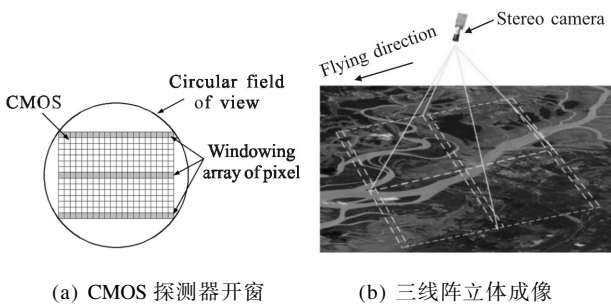 CMOS
Circular field
of view
Windowing
array of pixel
(a) CMOS 探测器开窗
Stereo camera
Flying direction
(b) 三线阵立体成像